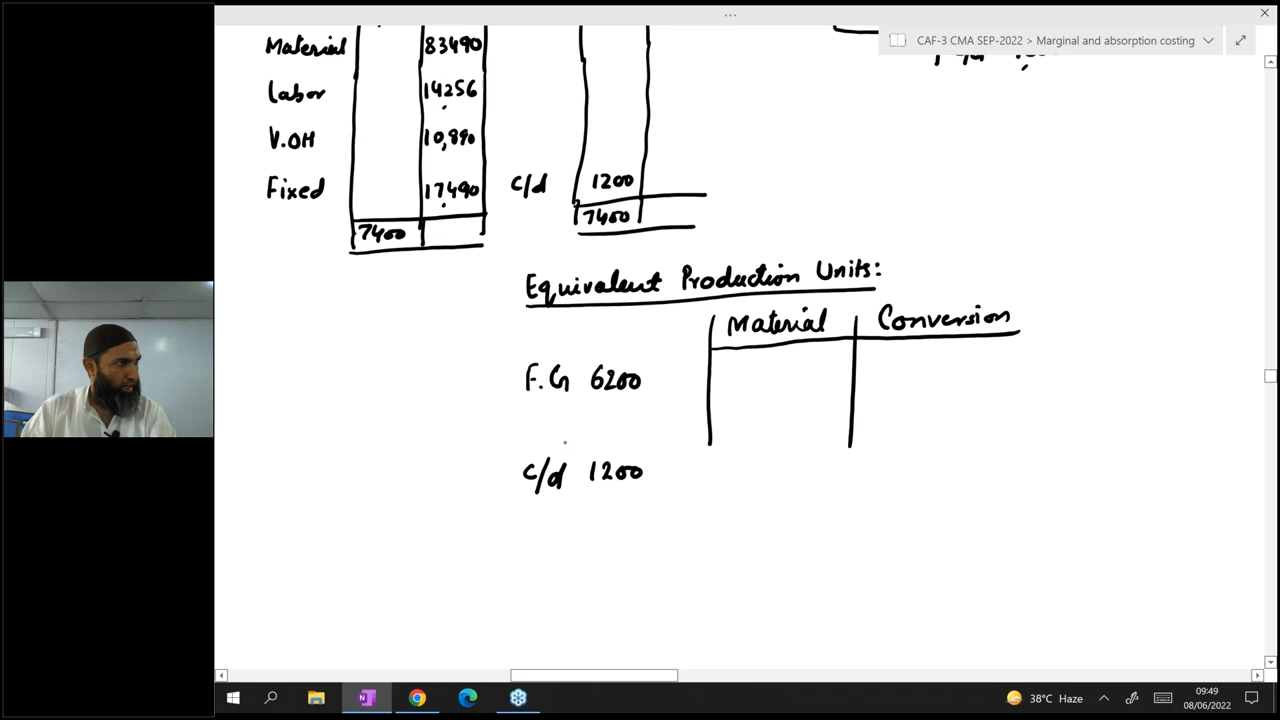 CAF-3 CMA SEP-2022 > Marginal and absorption costing
Material 83490
Labor 14256
V.OH 10,890
Fixed 17490
c/d 1200
7400
7400
Equivalent Production Units:
Material Conversion
F.G 6200
c/d 1200
38°C Haze
09:49
08/06/2022